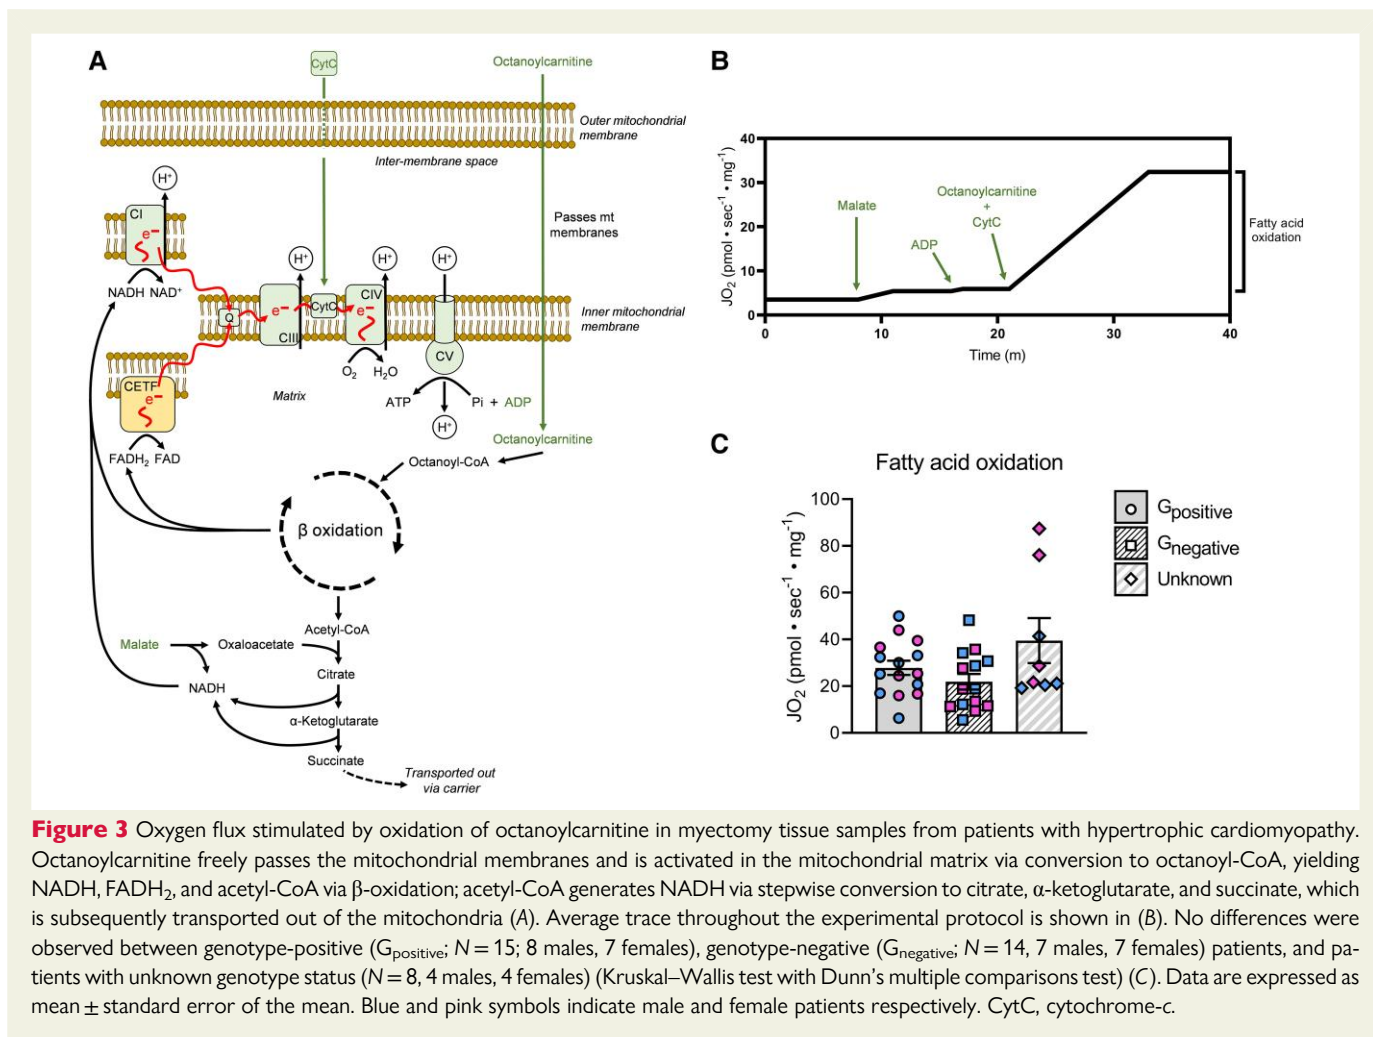 A
CytC
Octanoylcarnitine
Outer mitochondrial
membrane
Inter-membrane space
H+
CI
e−
Passes mt
membranes
NADH NAD+
H+
H+
H+
Q
e−
CIII
CytC
CIV
e−
Inner mitochondrial
membrane
CV
O2 H2O
CETF
e−
Matrix
ATP
Pi + ADP
H+
FADH2 FAD
Octanoylcarnitine
Octanoyl-CoA
β oxidation
Acetyl-CoA
Malate
Oxaloacetate
Citrate
NADH
α-Ketoglutarate
Succinate
Transported out
via carrier
B
JO2 (pmol • sec-1 • mg-1)
40
30
20
10
0
Malate
ADP
Octanoylcarnitine
+
CytC
Fatty acid
oxidation
0 10 20 30 40
Time (m)
C
Fatty acid oxidation
JO2 (pmol • sec-1 • mg-1)
100
80
60
40
20
0
Gpositive
Gnegative
Unknown
Figure 3 Oxygen flux stimulated by oxidation of octanoylcarnitine in myectomy tissue samples from patients with hypertrophic cardiomyopathy.
Octanoylcarnitine freely passes the mitochondrial membranes and is activated in the mitochondrial matrix via conversion to octanoyl-CoA, yielding
NADH, FADH2, and acetyl-CoA via β-oxidation; acetyl-CoA generates NADH via stepwise conversion to citrate, α-ketoglutarate, and succinate, which
is subsequently transported out of the mitochondria (A). Average trace throughout the experimental protocol is shown in (B). No differences were
observed between genotype-positive (Gpositive; N = 15; 8 males, 7 females), genotype-negative (Gnegative; N = 14, 7 males, 7 females) patients, and pa-
tients with unknown genotype status (N = 8, 4 males, 4 females) (Kruskal–Wallis test with Dunn's multiple comparisons test) (C). Data are expressed as
mean ± standard error of the mean. Blue and pink symbols indicate male and female patients respectively. CytC, cytochrome-c.